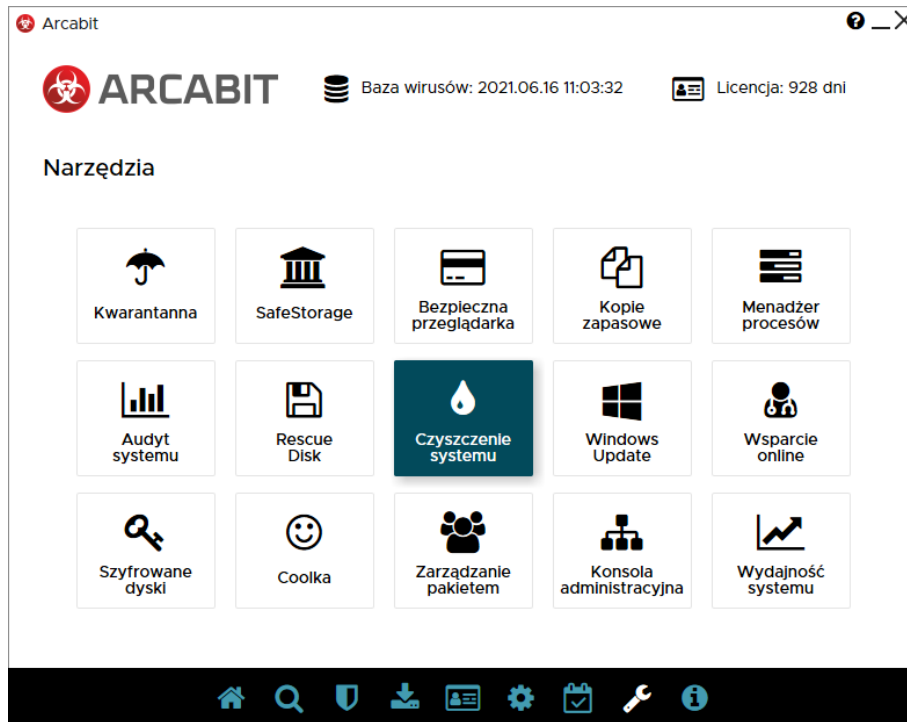 Arcabit
ARCABIT
Baza wirusów: 2021.06.16 11:03:32
Licencja: 928 dni
Narzędzia
Kwarantanna
SafeStorage
Bezpieczna
przeglądarka
Kopie
zapasowe
Menadżer
procesów
Audyt
systemu
Rescue
Disk
Czyszczenie
systemu
Windows
Update
Wsparcie
online
Szyfrowane
dyski
Coolka
Zarządzanie
pakietem
Konsola
administracyjna
Wydajność
systemu